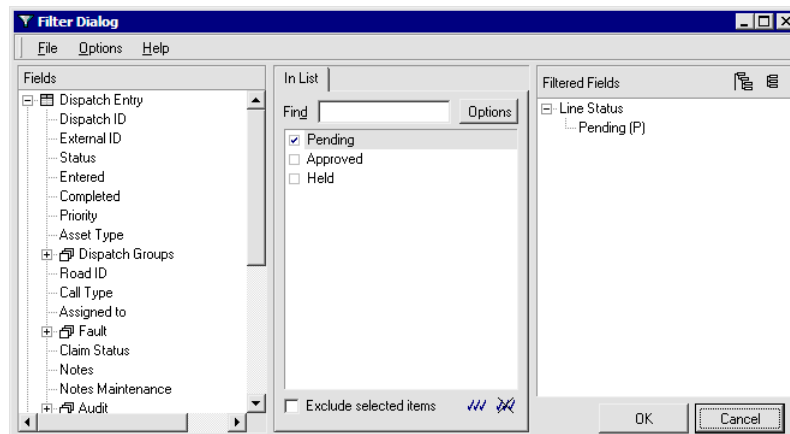 Filter Dialog
File Options Help
Fields
Dispatch Entry
Dispatch ID
External ID
Status
Entered
Completed
Priority
Asset Type
Dispatch Groups
Road ID
Call Type
Assigned to
Fault
Claim Status
Notes
Notes Maintenance
Audit
In List
Find Options
Pending
Approved
Held
Exclude selected items
Filtered Fields
Line Status
Pending (P)
OK Cancel